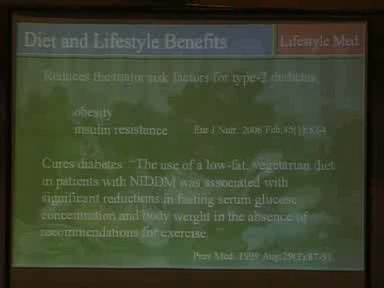 Diet and Lifestyle Benefits
Lifestyle Med
Reduces the major risk factors for type-2 diabetes
obesity
insulin resistance
Eur J Nutr. 2006 Feb;45(1):52-4
Cures diabetes: "The use of a low-fat, vegetarian diet
in patients with NIDDM was associated with
significant reductions in fasting serum glucose
concentration and body weight in the absence of
recommendations for exercise.
Prev Med. 1999 Aug;29(2):87-91